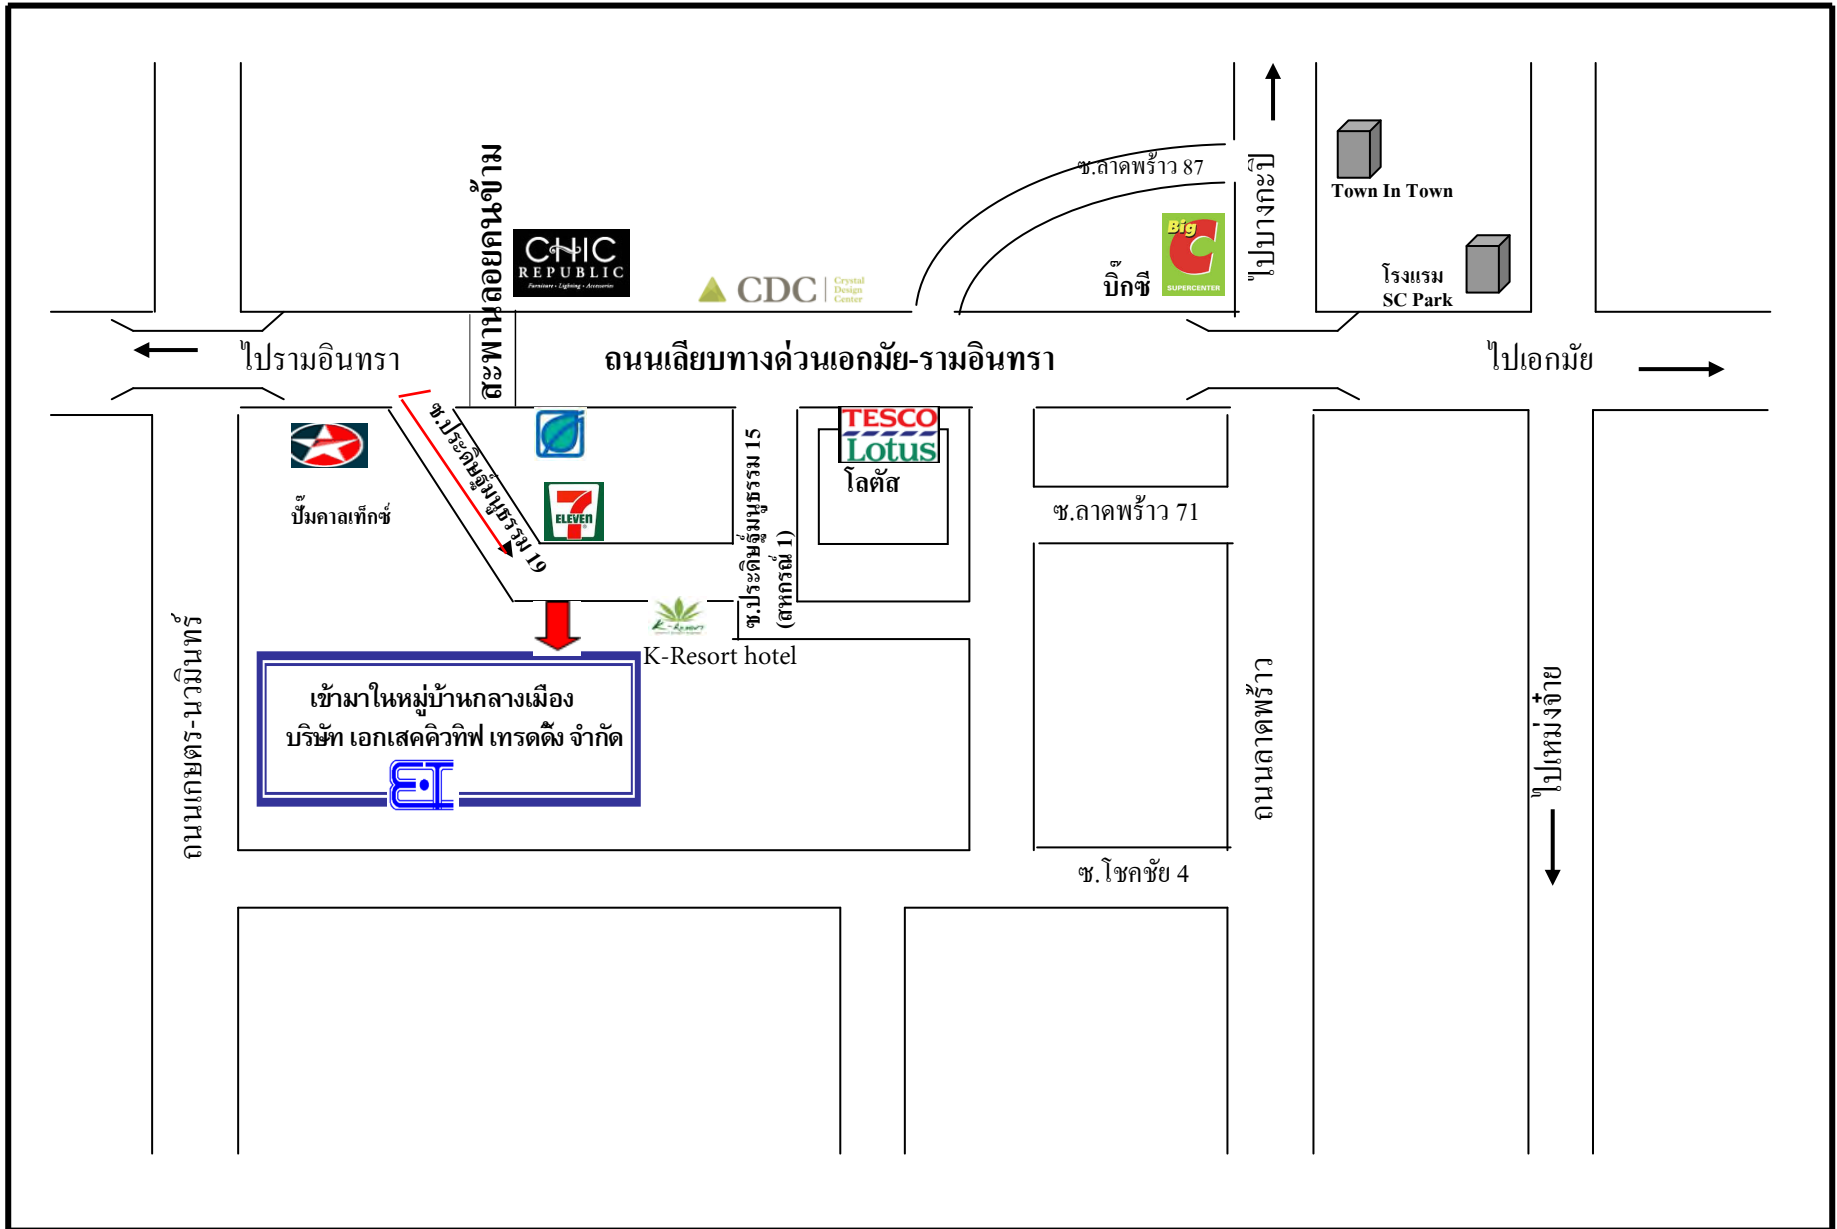 ซ.ลาดพร้าว 87
ไปบางกะปิ
Town In Town
สะพานลอยคนข้าม
CHIC
REPUBLIC
Furniture • Lighting • Accessories
CDC
Crystal
Design
Center
Big
C
SUPERCENTER
บิ๊กซี
โรงแรม
SC Park
ไปรามอินทรา
ถนนเลียบทางด่วนเอกมัย-รามอินทรา
ไปเอกมัย
ซ.ประดิษฐ์มนูธรรม 19
ปั๊มคาลเท็กซ์
7
ELEVEN
ซ.ประดิษฐ์มนูธรรม 15
(สหกรณ์ 1)
TESCO
Lotus
โลตัส
ซ.ลาดพร้าว 71
K-Resort
K-Resort hotel
ถนนเกษตร-นวมินทร์
เข้ามาในหมู่บ้านกลางเมือง
บริษัท เอกเสคคิวทิฟ เทรดดิ้ง จำกัด
ET
ถนนลาดพร้าว
ไปเหม่งจ๋าย
ซ.โชคชัย 4